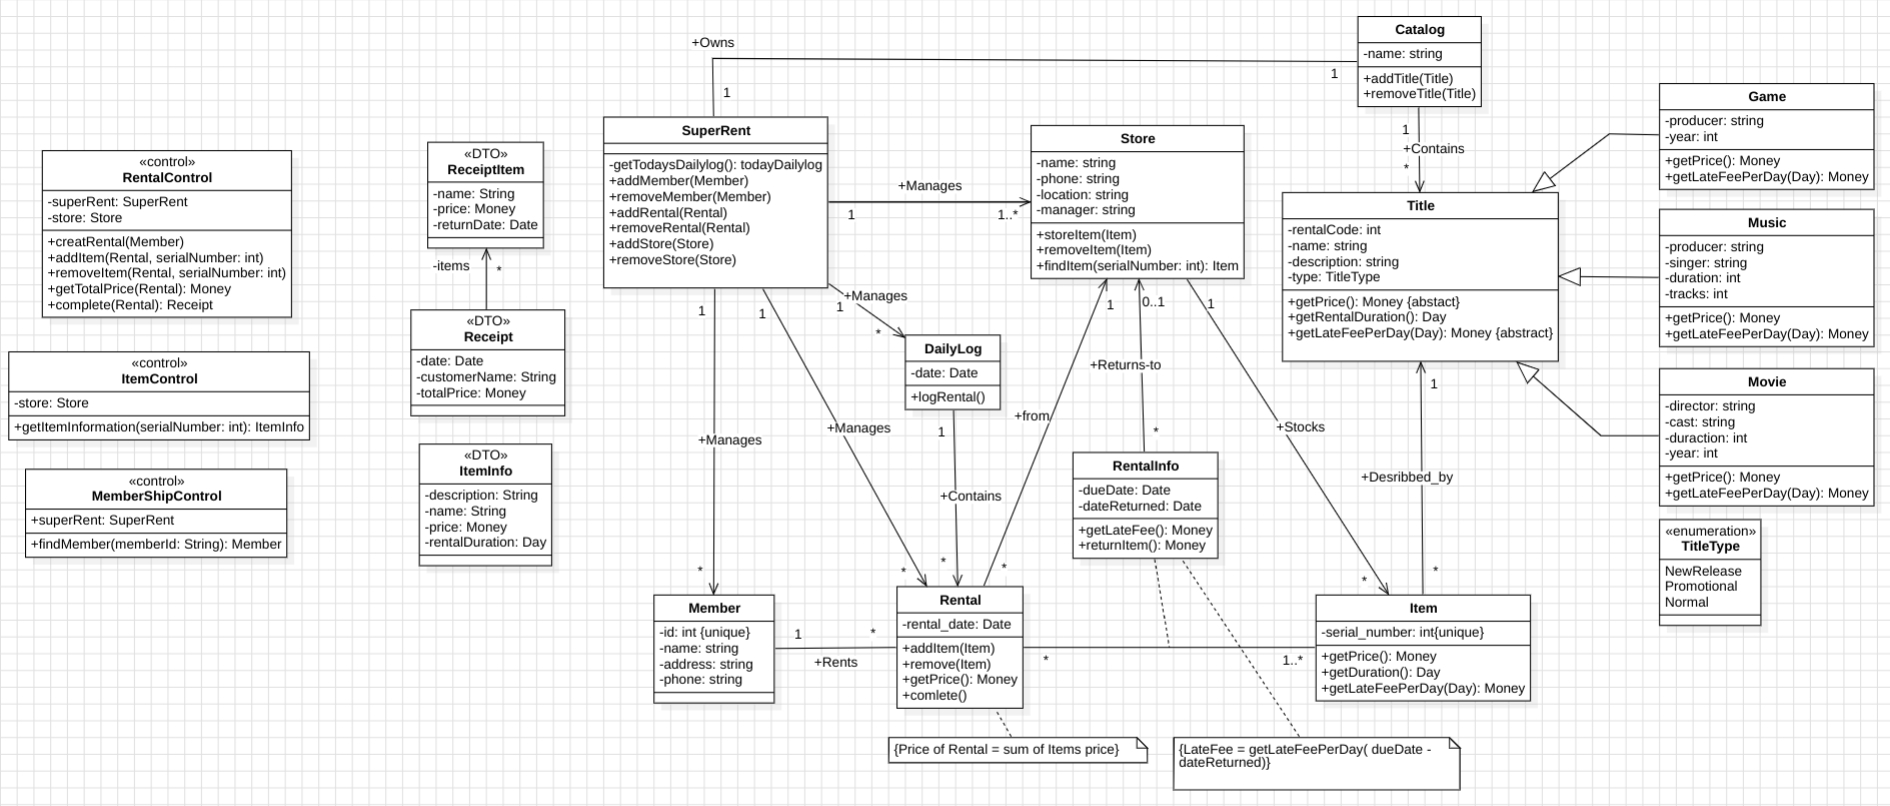 +Owns
1
1
Catalog
-name: string
+addTitle(Title)
+removeTitle(Title)
1
+Contains
*
Game
-producer: string
-year: int
+getPrice(): Money
+getLateFeePerDay(Day): Money
«control»
RentalControl
-superRent: SuperRent
-store: Store
+creatRental(Member)
+addItem(Rental, serialNumber: int)
+removeItem(Rental, serialNumber: int)
+getTotalPrice(Rental): Money
+complete(Rental): Receipt
«DTO»
ReceiptItem
-name: String
-price: Money
-returnDate: Date
-items
*
«DTO»
Receipt
-date: Date
-customerName: String
-totalPrice: Money
SuperRent
-getTodaysDailylog(): todayDailylog
+addMember(Member)
+removeMember(Member)
+addRental(Rental)
+removeRental(Rental)
+addStore(Store)
+removeStore(Store)
+Manages
1
1..*
Store
-name: string
-phone: string
-location: string
-manager: string
+storeItem(Item)
+removeItem(Item)
+findItem(serialNumber: int): Item
Title
-rentalCode: int
-name: string
-description: string
-type: TitleType
+getPrice(): Money {abstact}
+getRentalDuration(): Day
+getLateFeePerDay(Day): Money {abstract}
Music
-producer: string
-singer: string
-duration: int
-tracks: int
+getPrice(): Money
+getLateFeePerDay(Day): Money
«control»
ItemControl
-store: Store
+getItemInformation(serialNumber: int): ItemInfo
«control»
MemberShipControl
+superRent: SuperRent
+findMember(memberId: String): Member
«DTO»
ItemInfo
-description: String
-name: String
-price: Money
-rentalDuration: Day
1
+Manages
*
1
+Manages
*
+Manages
1
*
DailyLog
-date: Date
+logRental()
1
+Contains
*
1
+from
*
0..1
+Returns-to
*
1
+Stocks
*
1
+Desribbed_by
*
Movie
-director: string
-cast: string
-duraction: int
-year: int
+getPrice(): Money
+getLateFeePerDay(Day): Money
RentalInfo
-dueDate: Date
-dateReturned: Date
+getLateFee(): Money
+returnItem(): Money
«enumeration»
TitleType
NewRelease
Promotional
Normal
Member
-id: int {unique}
-name: string
-address: string
-phone: string
1
*
+Rents
Rental
-rental_date: Date
+addItem(Item)
+remove(Item)
+getPrice(): Money
+comlete()
*
1..*
Item
-serial_number: int{unique}
+getPrice(): Money
+getDuration(): Day
+getLateFeePerDay(Day): Money
{Price of Rental = sum of Items price}
{LateFee = getLateFeePerDay( dueDate -
dateReturned)}